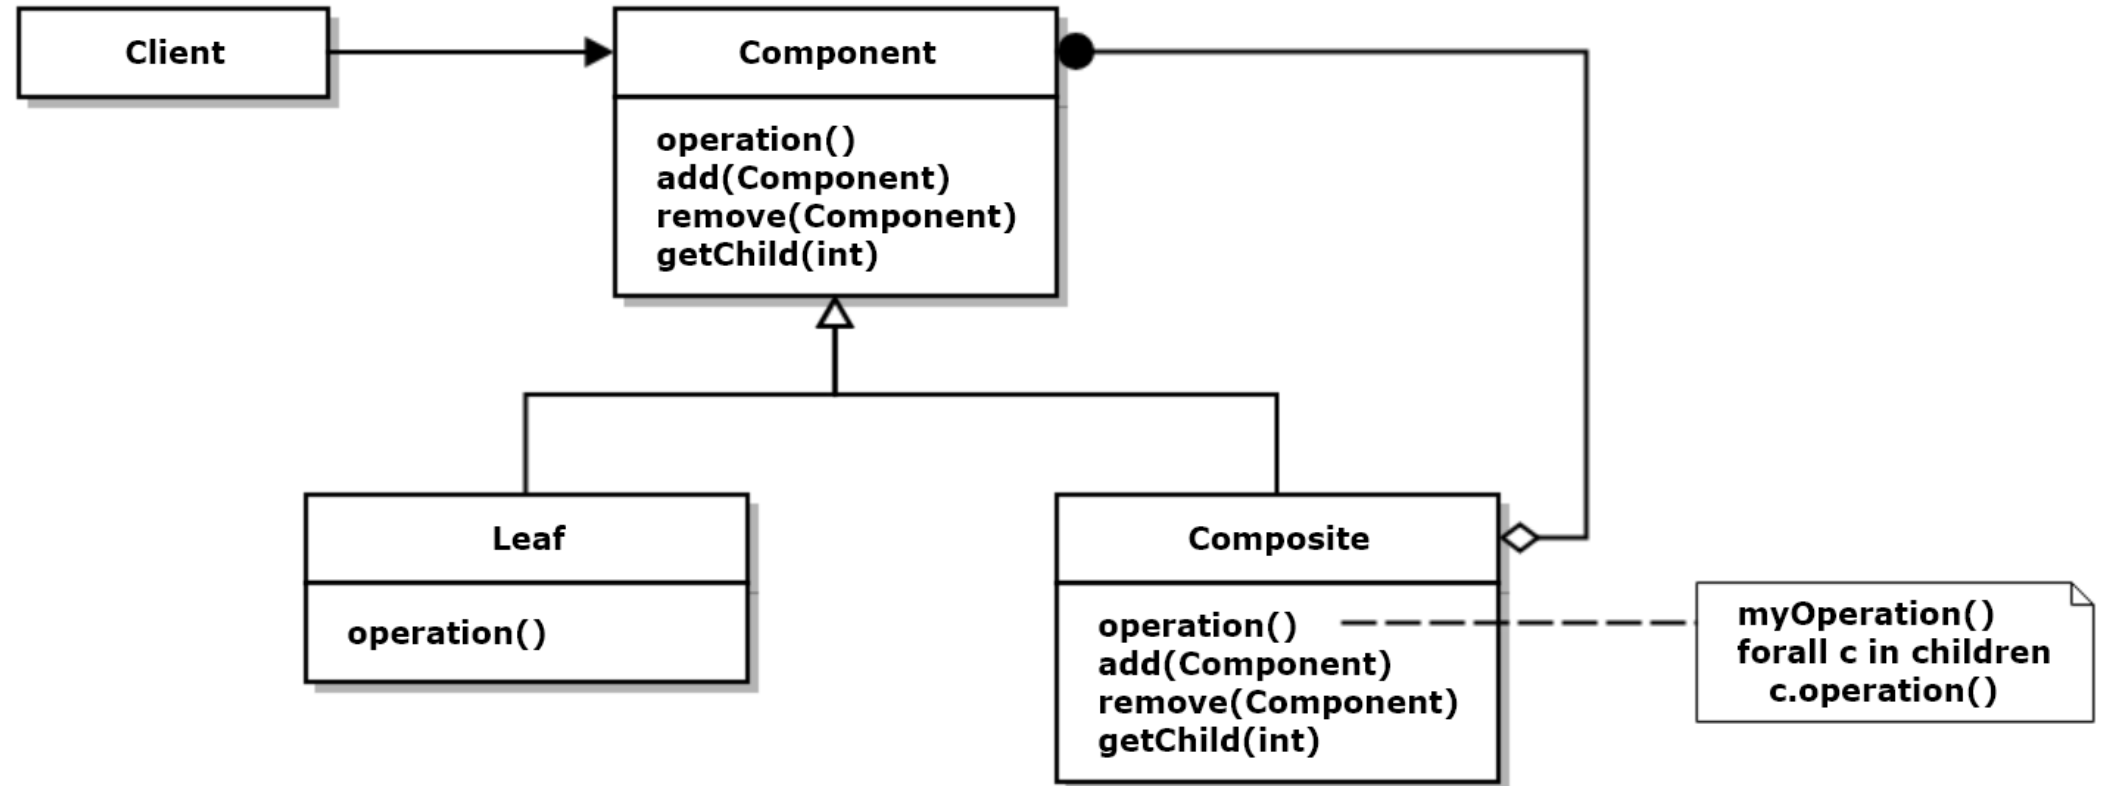 Client
Component
operation()
add(Component)
remove(Component)
getChild(int)
Leaf
operation()
Composite
operation()
add(Component)
remove(Component)
getChild(int)
myOperation()
forall c in children
c.operation()